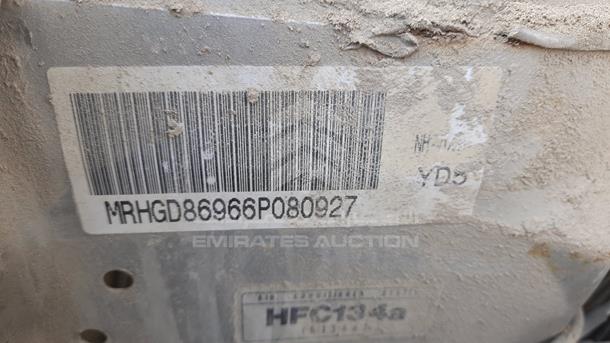 YD5
MRHGD86966P080927
EMIRATES AUCTION
HFC134a